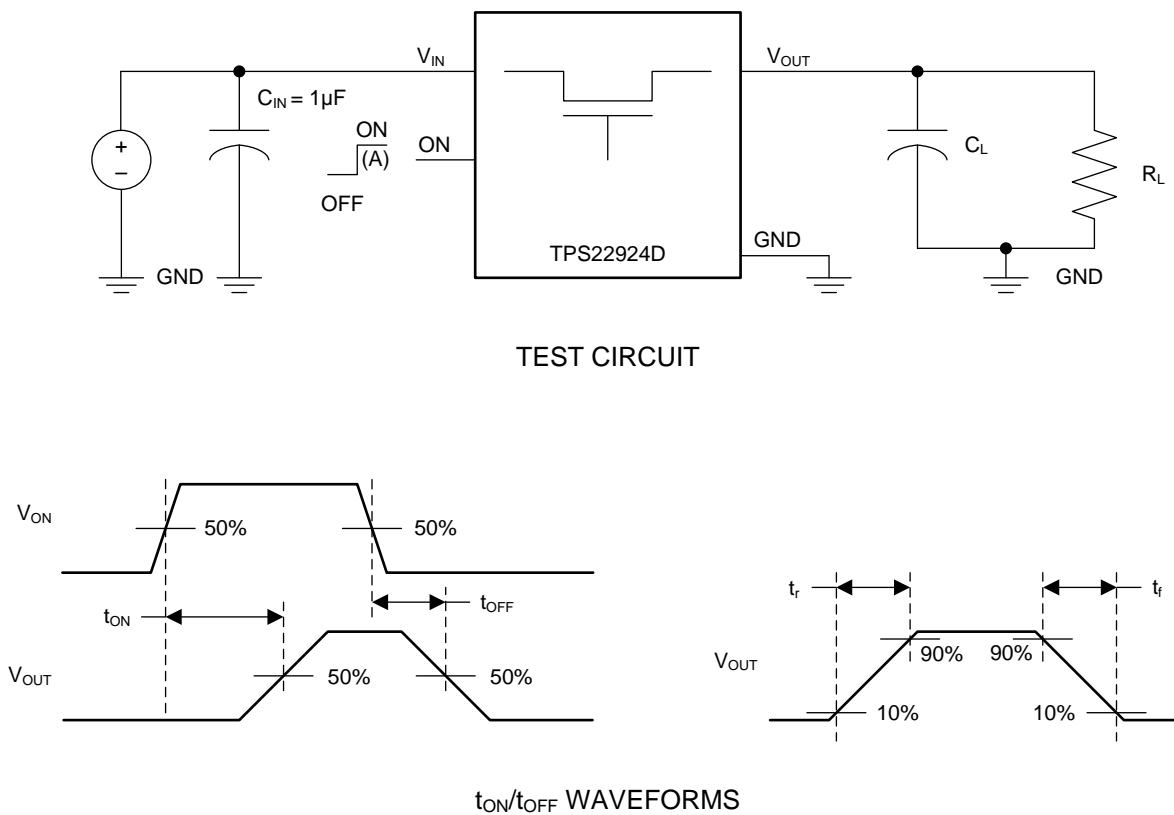 V_IN
V_OUT
C_IN = 1µF
ON
(A)
OFF
ON
+
−
C_L
R_L
GND
TPS22924D
GND
GND
TEST CIRCUIT
V_ON
50%
50%
t_ON
t_OFF
V_OUT
50%
50%
t_r
t_f
V_OUT
90%
90%
10%
10%
t_ON/t_OFF WAVEFORMS